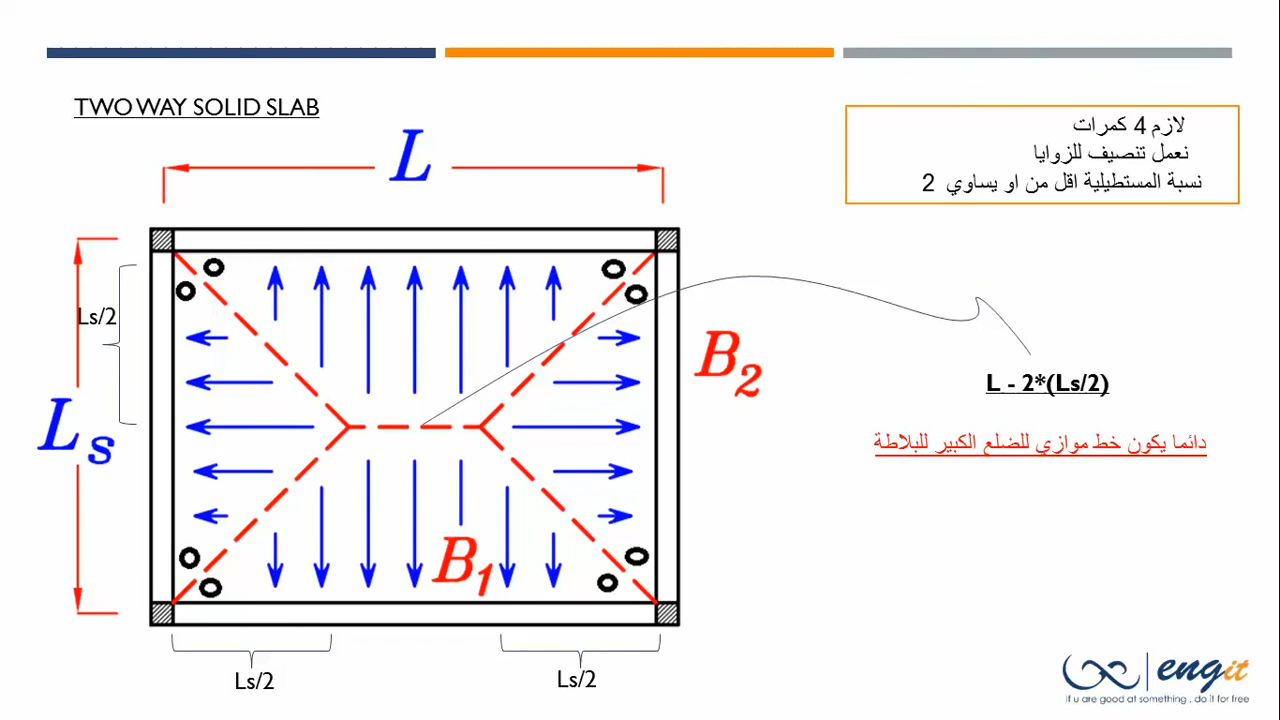 TWO WAY SOLID SLAB
لازم 4 كمرات
نعمل تنصيف للزوايا
نسبة المستطيلية اقل من او يساوي 2
L
Ls/2
Ls
B2
B1
L - 2*(Ls/2)
دائما يكون خط موازي للضلع الكبير للبلاطة
Ls/2
Ls/2
engit
if u are good at something , do it for free